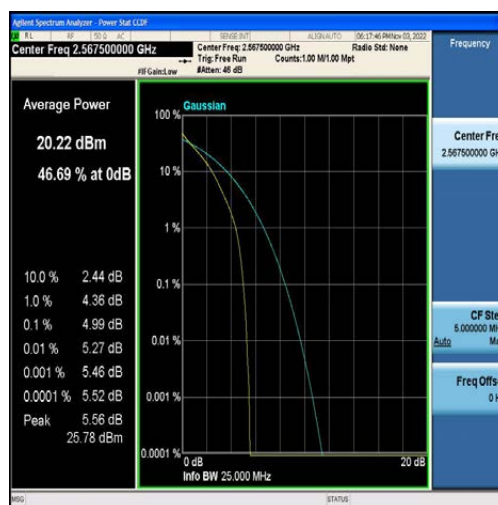 Agilent Spectrum Analyzer - Power Stat CCDF
R L RF 50 Ω AC SENSE:INT ALIGN AUTO 06:17:46 PM Nov 03, 2022
Center Freq 2.567500000 GHz
Center Freq: 2.567500000 GHz Radio Std: None
Trig: Free Run Counts:1.00 M/1.00 Mpt
#IFGain:Low #Atten: 46 dB
Frequency
Average Power
20.22 dBm
46.69 % at 0dB
10.0 % 2.44 dB
1.0 % 4.36 dB
0.1 % 4.99 dB
0.01 % 5.27 dB
0.001 % 5.46 dB
0.0001 % 5.52 dB
Peak 5.56 dB
25.78 dBm
Gaussian
100 %
10 %
1 %
0.1 %
0.01 %
0.001 %
0.0001 %
0 dB 20 dB
Info BW 25.000 MHz
Center Fre
2.567500000 GH
CF Ste
5.000000 MH
Auto Ma
Freq Offs
0 H
MSG STATUS